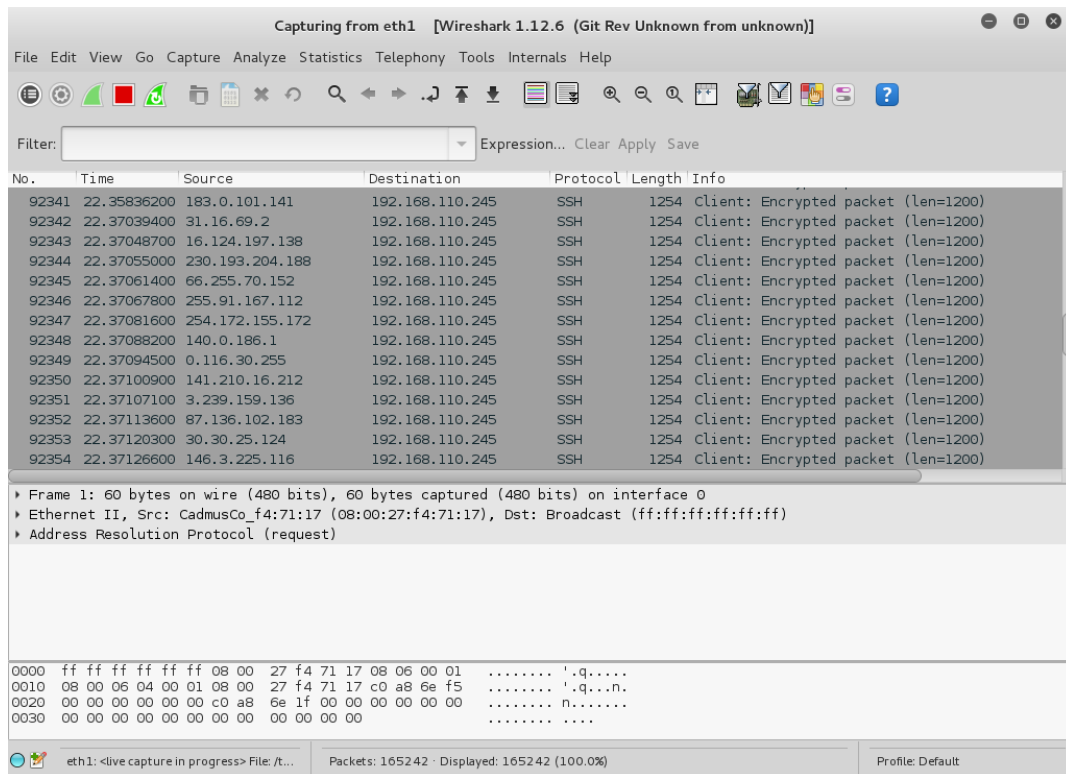 Capturing from eth1 [Wireshark 1.12.6 (Git Rev Unknown from unknown)]
File Edit View Go Capture Analyze Statistics Telephony Tools Internals Help
Filter: Expression... Clear Apply Save
No. Time Source Destination Protocol Length Info
92341 22.35836200 183.0.101.141 192.168.110.245 SSH 1254 Client: Encrypted packet (len=1200)
92342 22.37039400 31.16.69.2 192.168.110.245 SSH 1254 Client: Encrypted packet (len=1200)
92343 22.37048700 16.124.197.138 192.168.110.245 SSH 1254 Client: Encrypted packet (len=1200)
92344 22.37055000 230.193.204.188 192.168.110.245 SSH 1254 Client: Encrypted packet (len=1200)
92345 22.37061400 66.255.70.152 192.168.110.245 SSH 1254 Client: Encrypted packet (len=1200)
92346 22.37067800 255.91.167.112 192.168.110.245 SSH 1254 Client: Encrypted packet (len=1200)
92347 22.37081600 254.172.155.172 192.168.110.245 SSH 1254 Client: Encrypted packet (len=1200)
92348 22.37088200 140.0.186.1 192.168.110.245 SSH 1254 Client: Encrypted packet (len=1200)
92349 22.37094500 0.116.30.255 192.168.110.245 SSH 1254 Client: Encrypted packet (len=1200)
92350 22.37100900 141.210.16.212 192.168.110.245 SSH 1254 Client: Encrypted packet (len=1200)
92351 22.37107100 3.239.159.136 192.168.110.245 SSH 1254 Client: Encrypted packet (len=1200)
92352 22.37113600 87.136.102.183 192.168.110.245 SSH 1254 Client: Encrypted packet (len=1200)
92353 22.37120300 30.30.25.124 192.168.110.245 SSH 1254 Client: Encrypted packet (len=1200)
92354 22.37126600 146.3.225.116 192.168.110.245 SSH 1254 Client: Encrypted packet (len=1200)
Frame 1: 60 bytes on wire (480 bits), 60 bytes captured (480 bits) on interface 0
Ethernet II, Src: CadmusCo_f4:71:17 (08:00:27:f4:71:17), Dst: Broadcast (ff:ff:ff:ff:ff:ff)
Address Resolution Protocol (request)
0000 ff ff ff ff ff ff 08 00 27 f4 71 17 08 06 00 01 ........ '.q.....
0010 08 00 06 04 00 01 08 00 27 f4 71 17 c0 a8 6e f5 ........ '.q...n.
0020 00 00 00 00 00 00 c0 a8 6e 1f 00 00 00 00 00 00 ........ n.......
0030 00 00 00 00 00 00 00 00 00 00 00 00 ........ ....
eth1: <live capture in progress> File: /t... Packets: 165242 · Displayed: 165242 (100.0%) Profile: Default